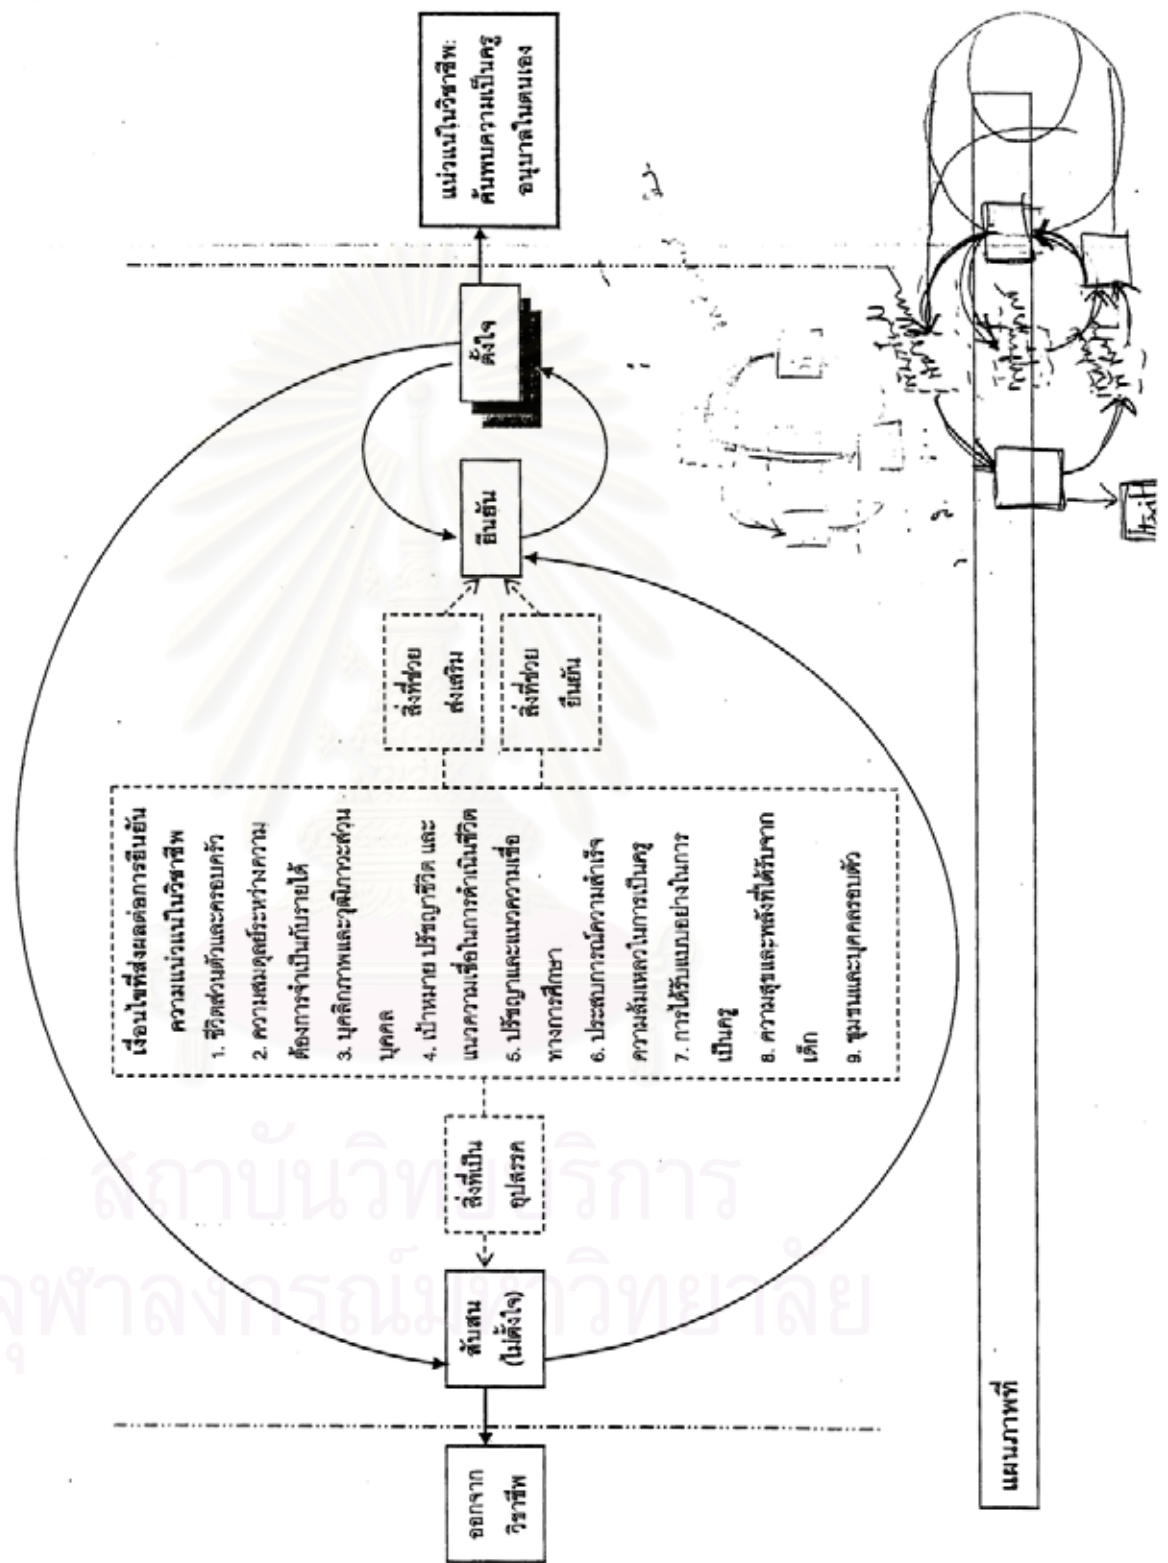 ออกจาก
วิชาชีพ
สับสน
(ไม่ตั้งใจ)
สิ่งที่เป็น
อุปสรรค
เงื่อนไขที่ส่งผลต่อการยืนยัน
ความแน่วแน่ในวิชาชีพ
1. ชีวิตส่วนตัวและครอบครัว
2. ความสมดุลย์ระหว่างความ
ต้องการจำเป็นกับรายได้
3. บุคลิกภาพและวุฒิภาวะส่วน
บุคคล
4. เป้าหมาย ปรัชญาชีวิต และ
แนวความเชื่อในการดำเนินชีวิต
5. ปรัชญาและแนวความเชื่อ
ทางการศึกษา
6. ประสบการณ์ความสำเร็จ
ความล้มเหลวในการเป็นครู
7. การได้รับแบบอย่างในการ
เป็นครู
8. ความสุขและพลังที่ได้รับจาก
เด็ก
9. ชุมชนและบุคคลรอบตัว
สิ่งที่ช่วย
ส่งเสริม
สิ่งที่ช่วย
ยืนยัน
ยืนยัน
ตั้งใจ
แน่วแน่ในวิชาชีพ:
ค้นพบความเป็นครู
อนุบาลในตนเอง
แผนภาพที่
สถาบันวิทยบริการ
จุฬาลงกรณ์มหาวิทยาลัย